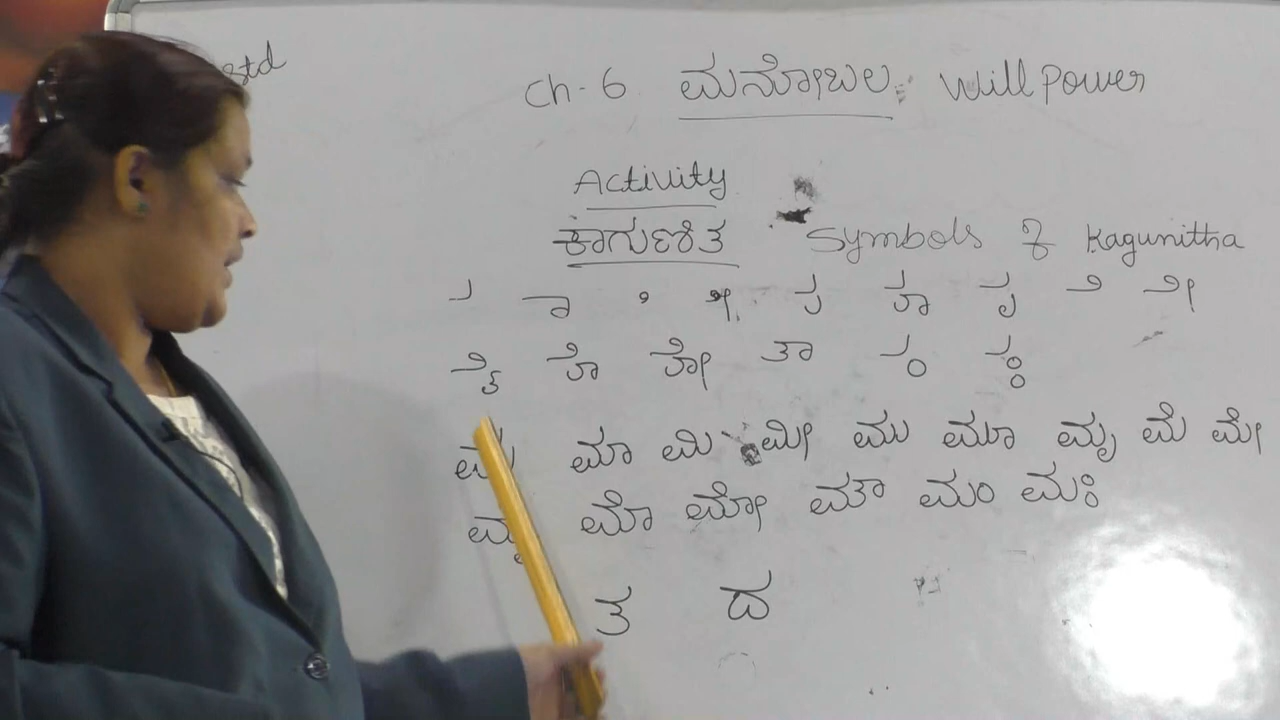 std
Ch-6 ಮನೋಬಲ. Will power
Activity
ಕಾಗುಣಿತ Symbols of Kagunitha
ಾ ಿ ೀ ು ೂ ೃ ೆ ೇ
ೈ ೊ ೋ ೌ ಂ ಃ
ಮ ಮಾ ಮಿ ಮೀ ಮು ಮೂ ಮೃ ಮೆ ಮೇ
ಮೈ ಮೊ ಮೋ ಮೌ ಮಂ ಮಃ
ತ ದ